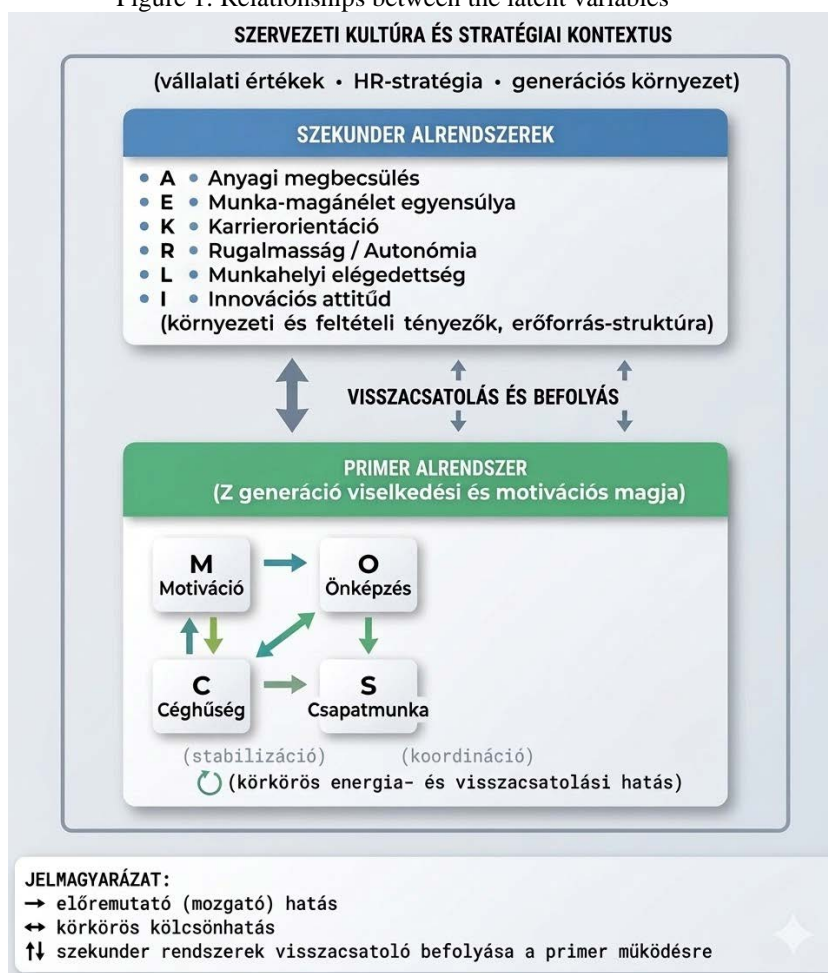 Figure 1: Relationships between the latent variables
SZERVEZETI KULTÚRA ÉS STRATÉGIAI KONTEXTUS
(vállalati értékek • HR-stratégia • generációs környezet)
SZEKUNDER ALRENDSZEREK
• A • Anyagi megbecsülés
• E • Munka-magánélet egyensúlya
• K • Karrierorientáció
• R • Rugalmasság / Autonómia
• L • Munkahelyi elégedettség
• I • Innovációs attitűd
(környezeti és feltételi tényezők, erőforrás-struktúra)
VISSZACSATOLÁS ÉS BEFOLYÁS
PRIMER ALRENDSZER
(Z generáció viselkedési és motivációs magja)
M
Motiváció
O
Önképzés
C
Céghűség
S
Csapatmunka
(stabilizáció) (koordináció)
(körkörös energia- és visszacsatolási hatás)
JELMAGYARÁZAT:
→ előremutató (mozgató) hatás
↔ körkörös kölcsönhatás
↑↓ szekunder rendszerek visszacsatoló befolyása a primer működésre